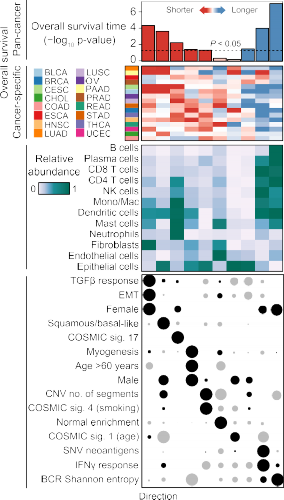 Pan-cancer
Overall survival
Cancer-specific
Overall survival time
(−log10 p-value)
Shorter
Longer
6
4
2
0
P < 0.05
BLCA
BRCA
CESC
CHOL
COAD
ESCA
HNSC
LUAD
LUSC
OV
PAAD
PRAD
READ
STAD
THCA
UCEC
Relative
abundance
0
1
B cells
Plasma cells
CD8 T cells
CD4 T cells
NK cells
Mono/Mac
Dendritic cells
Mast cells
Neutrophils
Fibroblasts
Endothelial cells
Epithelial cells
TGFβ response
EMT
Female
Squamous/basal-like
COSMIC sig. 17
Myogenesis
Age >60 years
Male
CNV no. of segments
COSMIC sig. 4 (smoking)
Normal enrichment
COSMIC sig. 1 (age)
SNV neoantigens
IFNγ response
BCR Shannon entropy
Direction